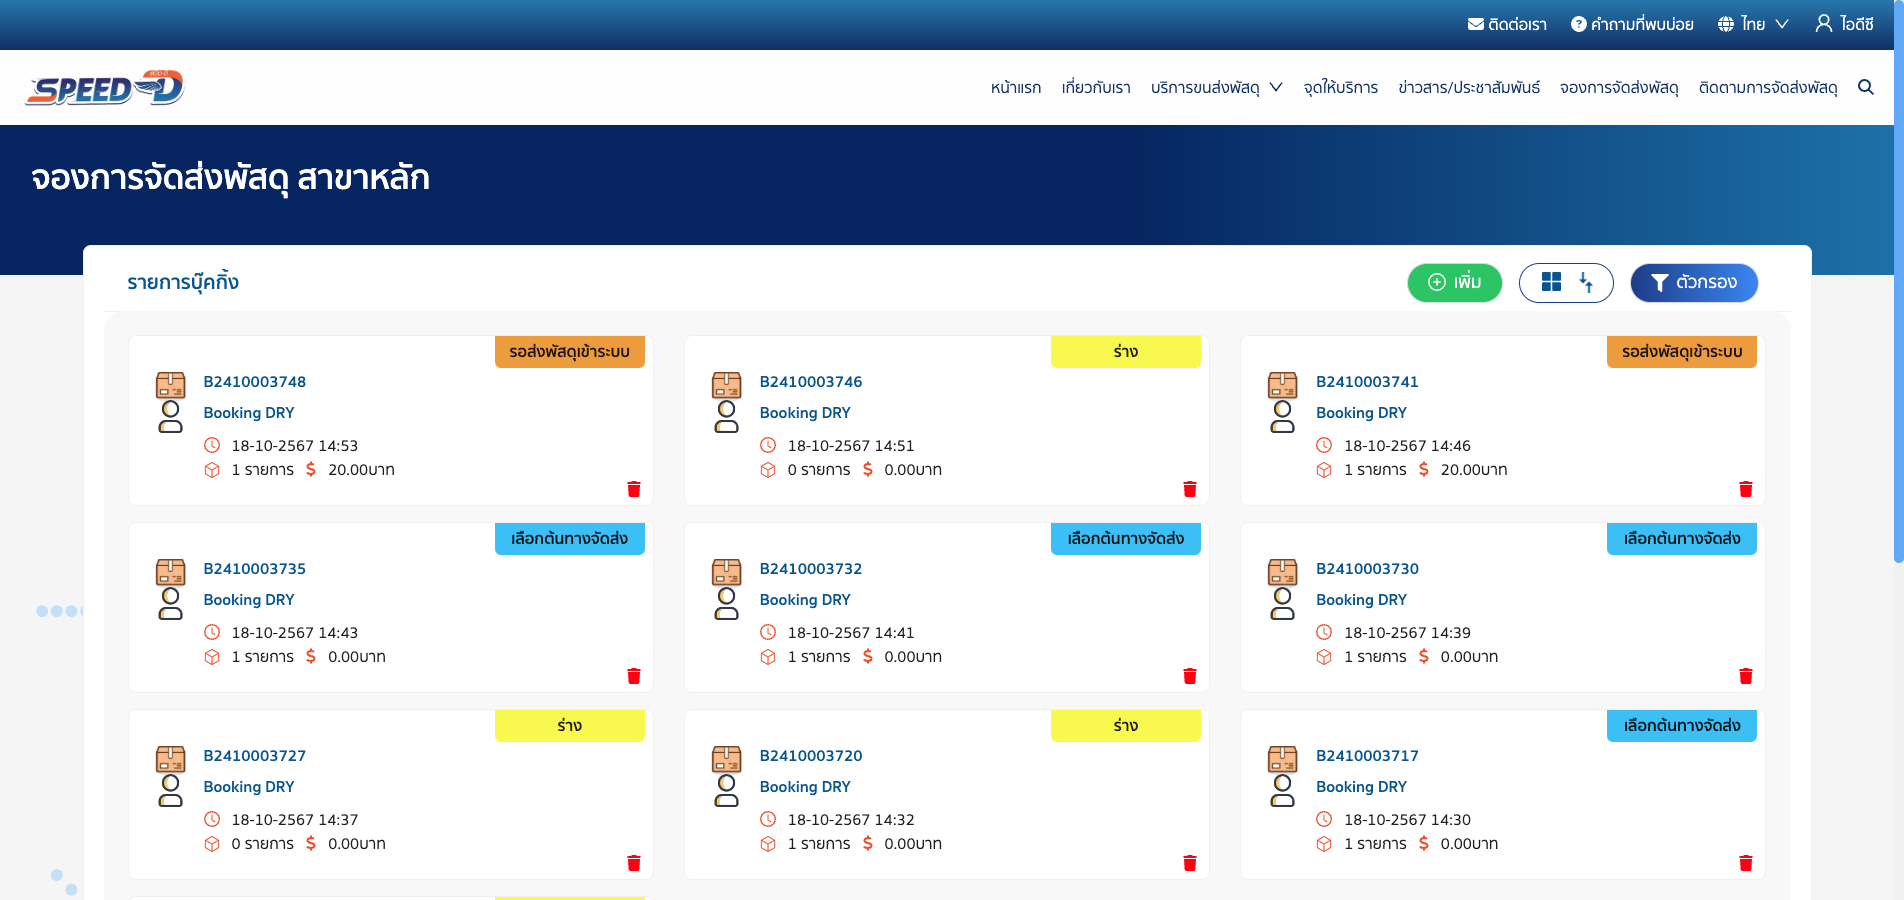 ติดต่อเรา คำถามที่พบบ่อย ไทย ไอดีซี
SPEED D
หน้าแรก เกี่ยวกับเรา บริการขนส่งพัสดุ จุดให้บริการ ข่าวสาร/ประชาสัมพันธ์ จองการจัดส่งพัสดุ ติดตามการจัดส่งพัสดุ
จองการจัดส่งพัสดุ สาขาหลัก
รายการบุ๊คกิ้ง เพิ่ม ตัวกรอง
รอส่งพัสดุเข้าระบบ
B2410003748
Booking DRY
18-10-2567 14:53
1 รายการ $ 20.00บาท
ร่าง
B2410003746
Booking DRY
18-10-2567 14:51
0 รายการ $ 0.00บาท
รอส่งพัสดุเข้าระบบ
B2410003741
Booking DRY
18-10-2567 14:46
1 รายการ $ 20.00บาท
เลือกต้นทางจัดส่ง
B2410003735
Booking DRY
18-10-2567 14:43
1 รายการ $ 0.00บาท
เลือกต้นทางจัดส่ง
B2410003732
Booking DRY
18-10-2567 14:41
1 รายการ $ 0.00บาท
เลือกต้นทางจัดส่ง
B2410003730
Booking DRY
18-10-2567 14:39
1 รายการ $ 0.00บาท
ร่าง
B2410003727
Booking DRY
18-10-2567 14:37
0 รายการ $ 0.00บาท
ร่าง
B2410003720
Booking DRY
18-10-2567 14:32
1 รายการ $ 0.00บาท
เลือกต้นทางจัดส่ง
B2410003717
Booking DRY
18-10-2567 14:30
1 รายการ $ 0.00บาท